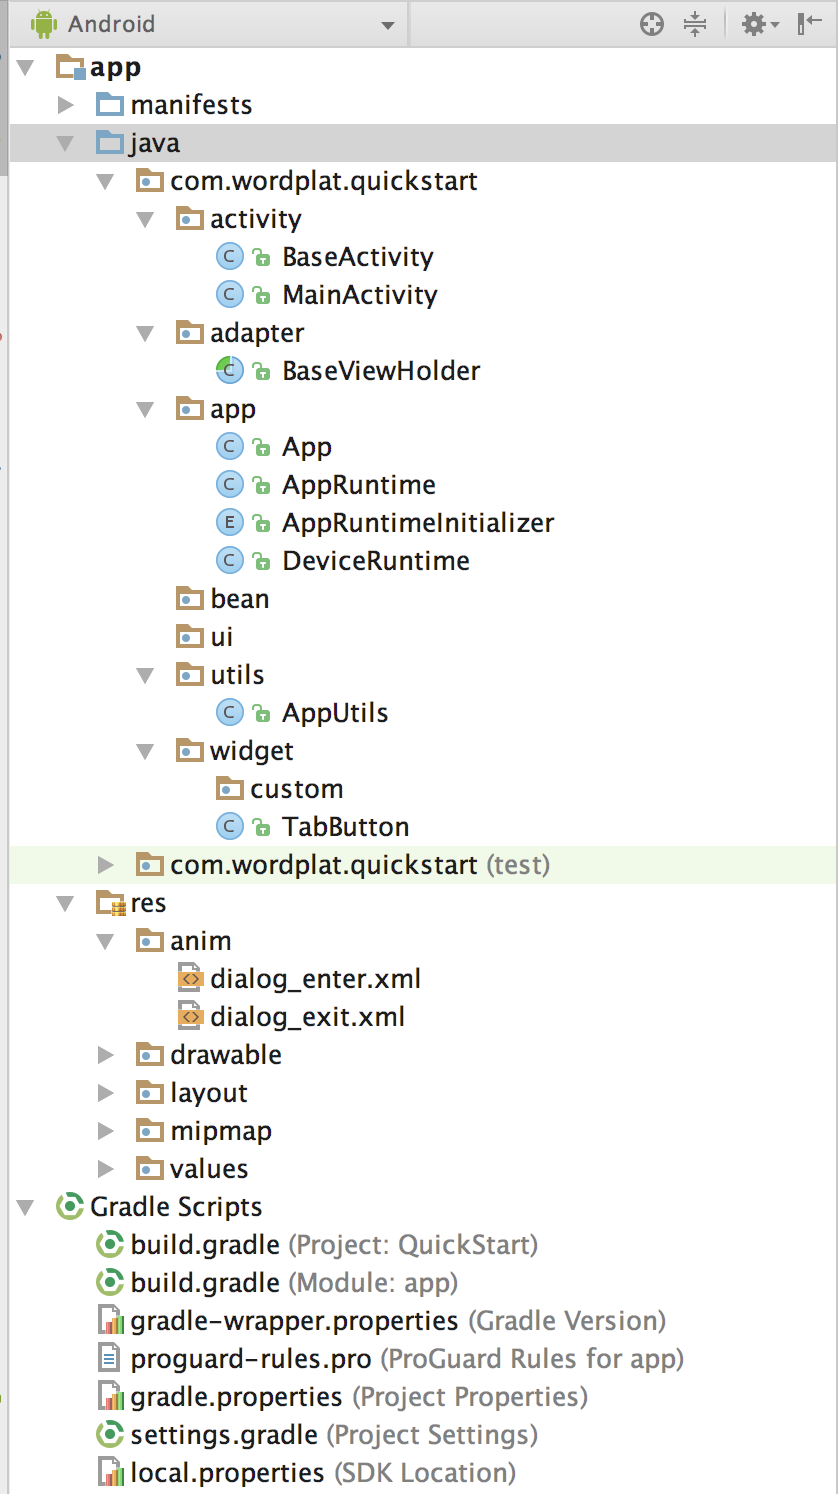 Android
app
manifests
java
com.wordplat.quickstart
activity
C BaseActivity
C MainActivity
adapter
C BaseViewHolder
app
C App
C AppRuntime
E AppRuntimeInitializer
C DeviceRuntime
bean
ui
utils
C AppUtils
widget
custom
C TabButton
com.wordplat.quickstart (test)
res
anim
dialog_enter.xml
dialog_exit.xml
drawable
layout
mipmap
values
Gradle Scripts
build.gradle (Project: QuickStart)
build.gradle (Module: app)
gradle-wrapper.properties (Gradle Version)
proguard-rules.pro (ProGuard Rules for app)
gradle.properties (Project Properties)
settings.gradle (Project Settings)
local.properties (SDK Location)